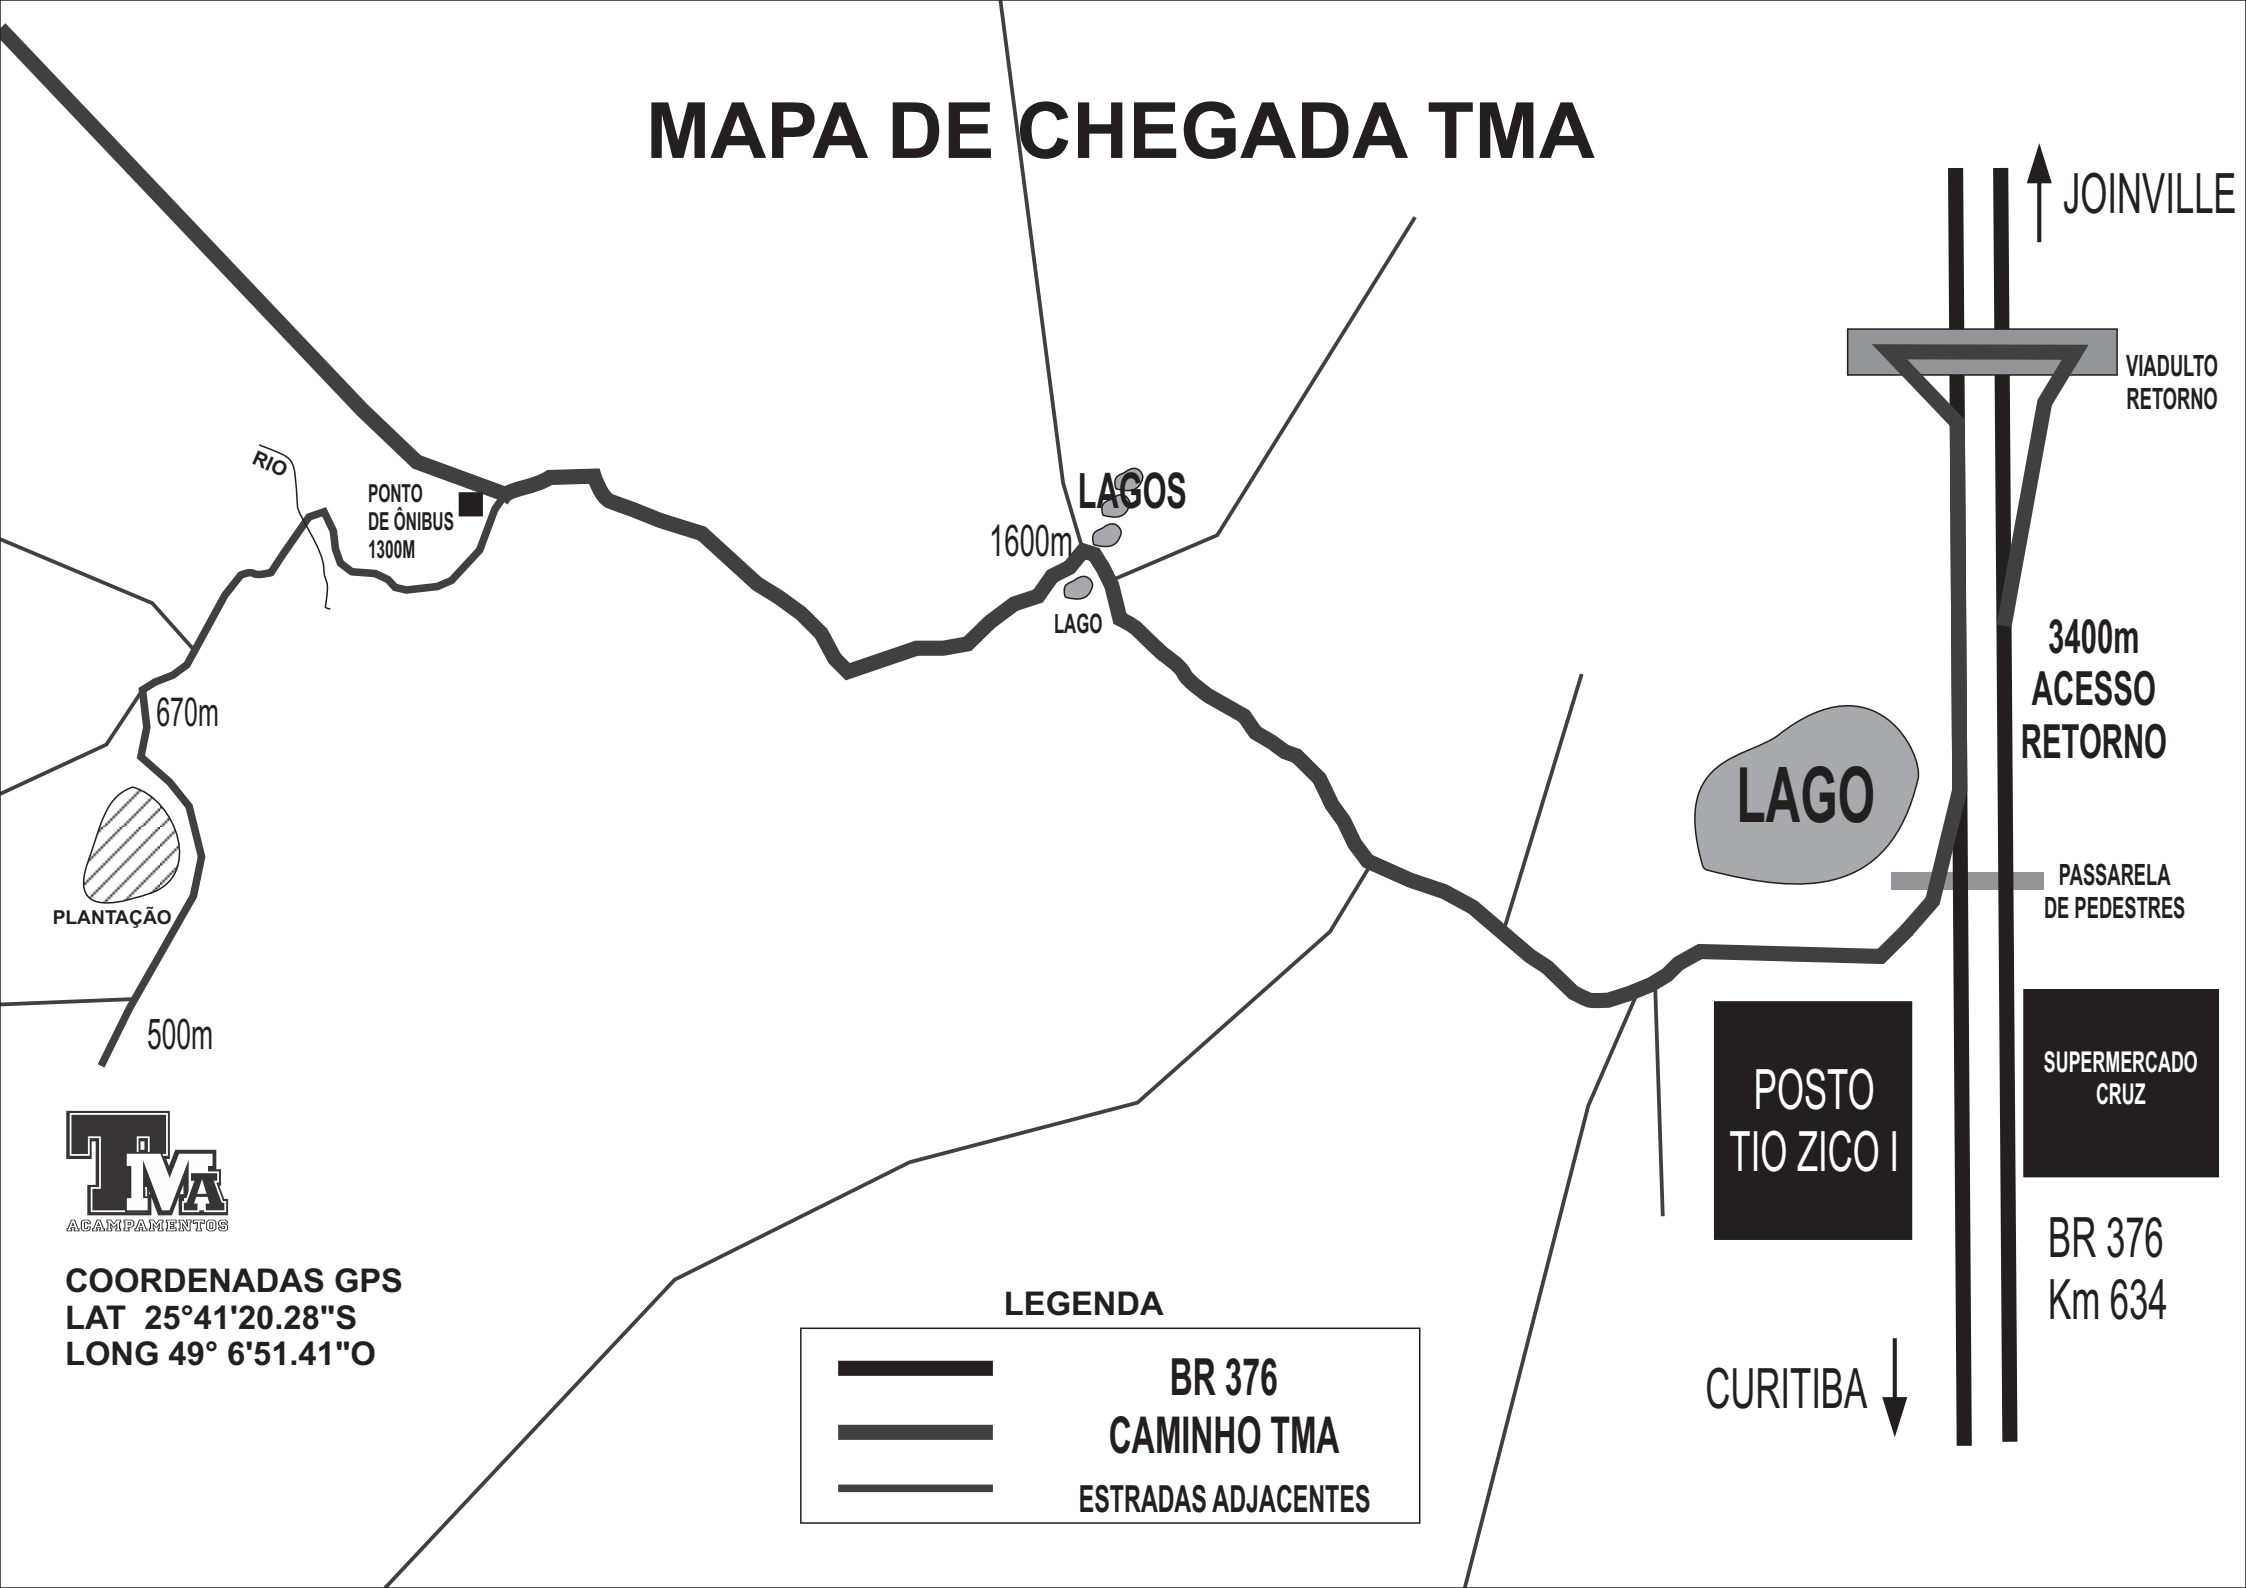 MAPA DE CHEGADA TMA
JOINVILLE
VIADULTO
RETORNO
RIO
PONTO
DE ÔNIBUS
1300M
LAGOS
1600m
LAGO
3400m
ACESSO
RETORNO
670m
LAGO
PASSARELA
DE PEDESTRES
PLANTAÇÃO
500m
POSTO
TIO ZICO I
SUPERMERCADO
CRUZ
TMA
ACAMPAMENTOS
BR 376
Km 634
COORDENADAS GPS
LAT 25°41'20.28"S
LONG 49° 6'51.41"O
CURITIBA
LEGENDA
BR 376
CAMINHO TMA
ESTRADAS ADJACENTES